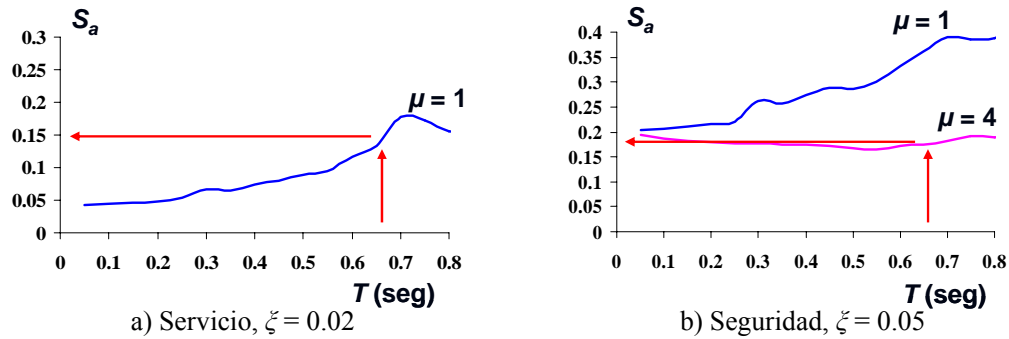 Sa
0.3
0.25
0.2
0.15
0.1
0.05
0
μ = 1
0 0.1 0.2 0.3 0.4 0.5 0.6 0.7 0.8
T (seg)
a) Servicio, ξ = 0.02
Sa
0.4
0.35
0.3
0.25
0.2
0.15
0.1
0.05
0
μ = 1
μ = 4
0 0.1 0.2 0.3 0.4 0.5 0.6 0.7 0.8
T (seg)
b) Seguridad, ξ = 0.05